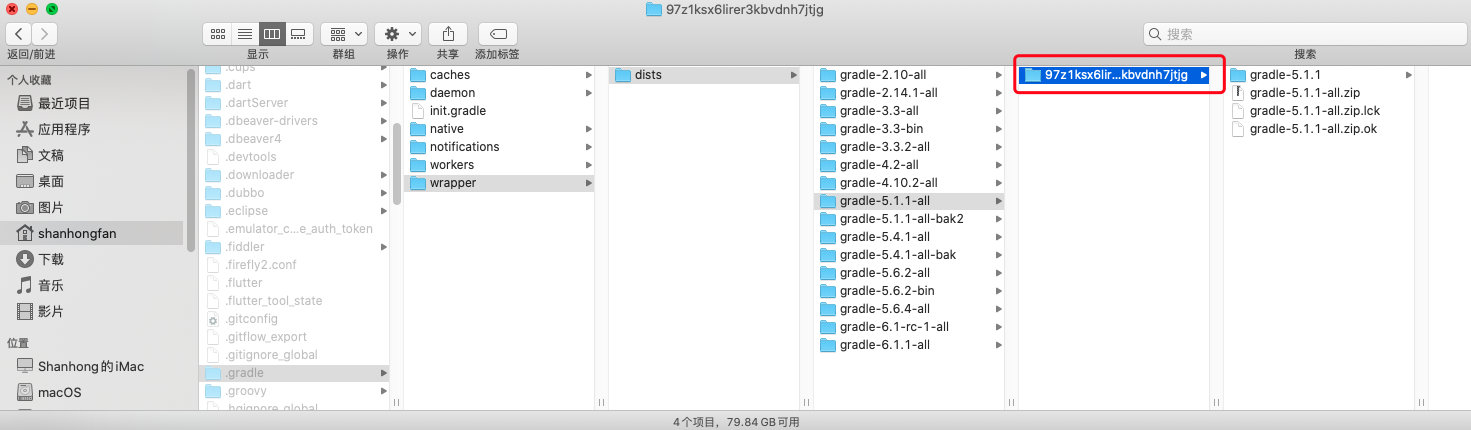 97z1ksx6lirer3kbvdnh7jtjg
返回/前进
显示
群组
操作
共享
添加标签
搜索
搜索
个人收藏
最近项目
应用程序
文稿
桌面
图片
shanhongfan
下载
音乐
影片
位置
Shanhong的iMac
macOS
.cups
.dart
.dartServer
.dbeaver-drivers
.dbeaver4
.devtools
.downloader
.dubbo
.eclipse
.emulator_c...e_auth_token
.fiddler
.firefly2.conf
.flutter
.flutter_tool_state
.gitconfig
.gitflow_export
.gitignore_global
.gradle
.groovy
.hgignore_global
caches
daemon
init.gradle
native
notifications
workers
wrapper
dists
gradle-2.10-all
gradle-2.14.1-all
gradle-3.3-all
gradle-3.3-bin
gradle-3.3.2-all
gradle-4.2-all
gradle-4.10.2-all
gradle-5.1.1-all
gradle-5.1.1-all-bak2
gradle-5.4.1-all
gradle-5.4.1-all-bak
gradle-5.6.2-all
gradle-5.6.2-bin
gradle-5.6.4-all
gradle-6.1-rc-1-all
gradle-6.1.1-all
97z1ksx6lir...kbvdnh7jtjg
gradle-5.1.1
gradle-5.1.1-all.zip
gradle-5.1.1-all.zip.lck
gradle-5.1.1-all.zip.ok
4个项目，79.84 GB可用